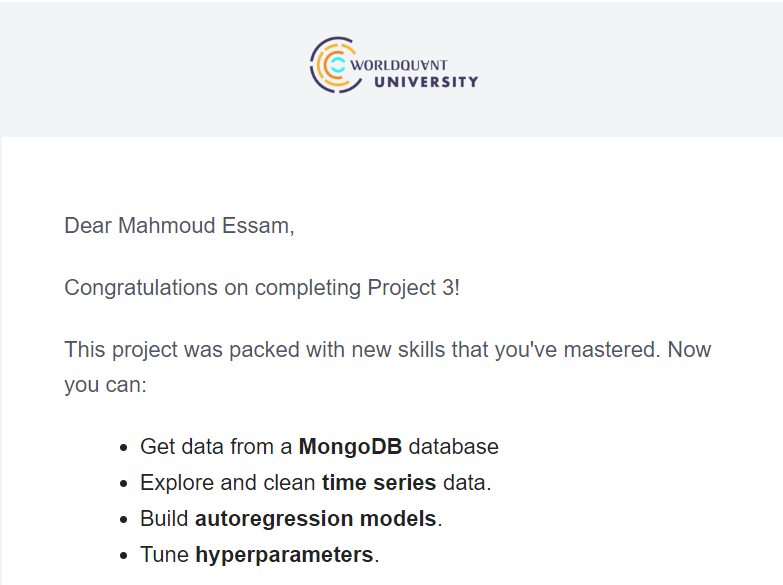 WORLDQUANT
UNIVERSITY
Dear Mahmoud Essam,
Congratulations on completing Project 3!
This project was packed with new skills that you've mastered. Now
you can:
• Get data from a MongoDB database
• Explore and clean time series data.
• Build autoregression models.
• Tune hyperparameters.